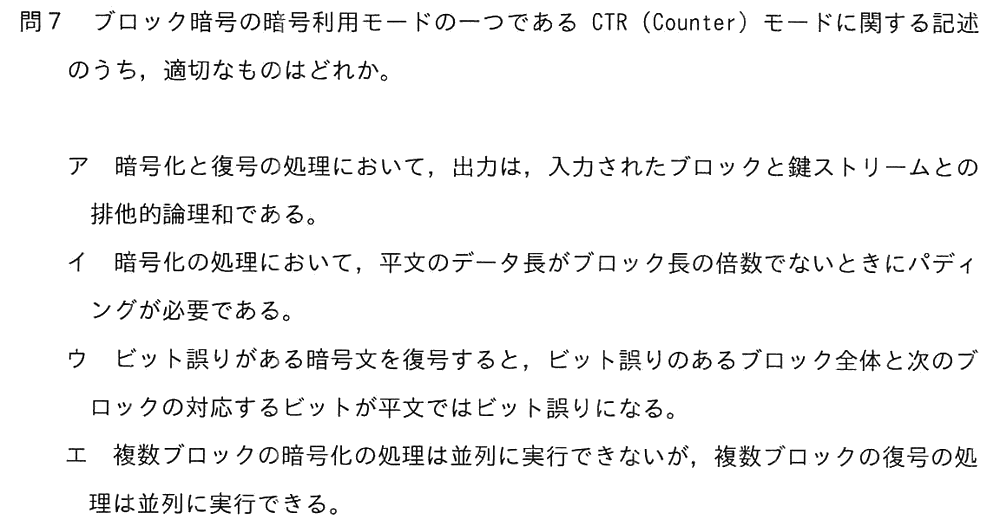 問7 ブロック暗号の暗号利用モードの一つである CTR（Counter）モードに関する記述
のうち，適切なものはどれか。
ア 暗号化と復号の処理において，出力は，入力されたブロックと鍵ストリームとの
排他的論理和である。
イ 暗号化の処理において，平文のデータ長がブロック長の倍数でないときにパディ
ングが必要である。
ウ ビット誤りがある暗号文を復号すると，ビット誤りのあるブロック全体と次のブ
ロックの対応するビットが平文ではビット誤りになる。
エ 複数ブロックの暗号化の処理は並列に実行できないが，複数ブロックの復号の処
理は並列に実行できる。